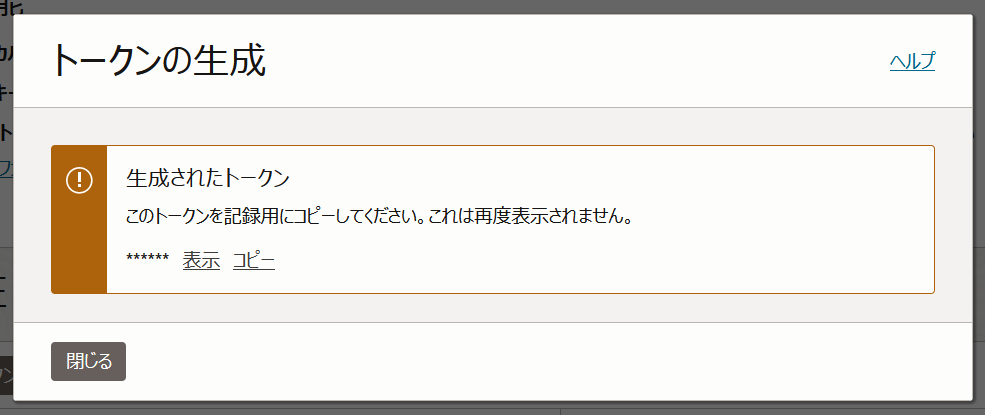 トークンの生成
ヘルプ
生成されたトークン
このトークンを記録用にコピーしてください。これは再度表示されません。
****** 表示 コピー
閉じる